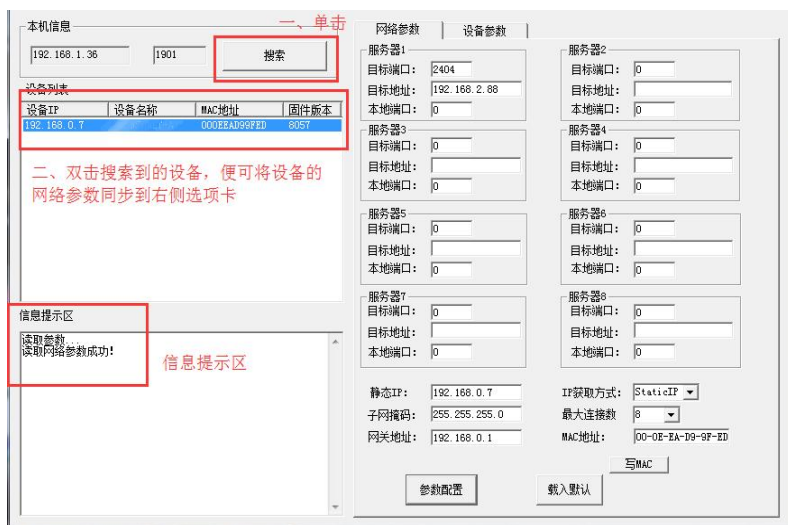 本机信息
一、单击
192.168.1.36 1901 搜索
设备列表
设备IP 设备名称 MAC地址 固件版本
192.168.0.7 000EEAD99FED 8057
二、双击搜索到的设备，便可将设备的
网络参数同步到右侧选项卡
信息提示区
读取参数...
读取网络参数成功!
信息提示区
网络参数 设备参数
服务器1
目标端口: 2404
目标地址: 192.168.2.88
本地端口: 0
服务器2
目标端口: 0
目标地址:
本地端口: 0
服务器3
目标端口: 0
目标地址:
本地端口: 0
服务器4
目标端口: 0
目标地址:
本地端口: 0
服务器5
目标端口: 0
目标地址:
本地端口: 0
服务器6
目标端口: 0
目标地址:
本地端口: 0
服务器7
目标端口: 0
目标地址:
本地端口: 0
服务器8
目标端口: 0
目标地址:
本地端口: 0
静态IP: 192.168.0.7 IP获取方式: StaticIP
子网掩码: 255.255.255.0 最大连接数 8
网关地址: 192.168.0.1 MAC地址: 00-0E-EA-D9-9F-ED
写MAC
参数配置 载入默认